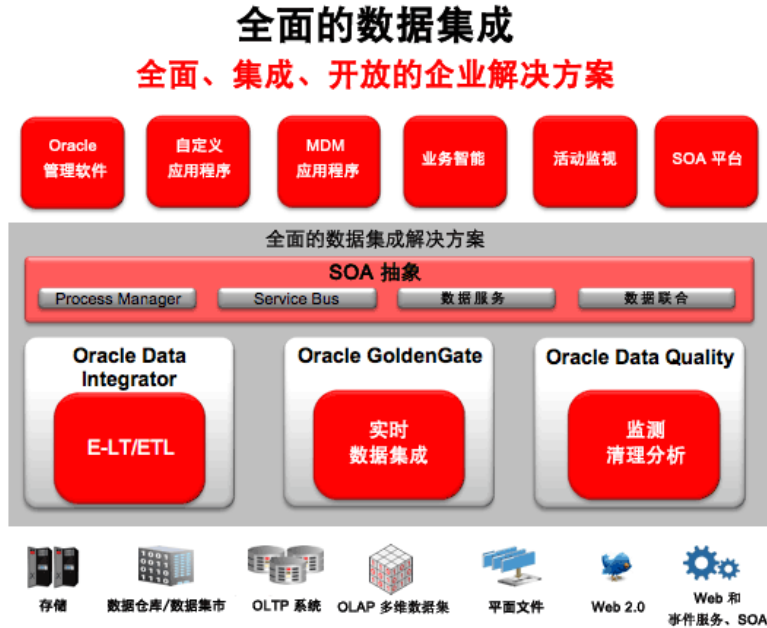 全面的数据集成
全面、集成、开放的企业解决方案
Oracle
管理软件
自定义
应用程序
MDM
应用程序
业务智能
活动监视
SOA 平台
全面的数据集成解决方案
SOA 抽象
Process Manager
Service Bus
数据服务
数据联合
Oracle Data
Integrator
E-LT/ETL
Oracle GoldenGate
实时
数据集成
Oracle Data Quality
监测
清理分析
存储
数据仓库/数据集市
OLTP 系统
OLAP 多维数据集
平面文件
Web 2.0
Web 和
事件服务、SOA